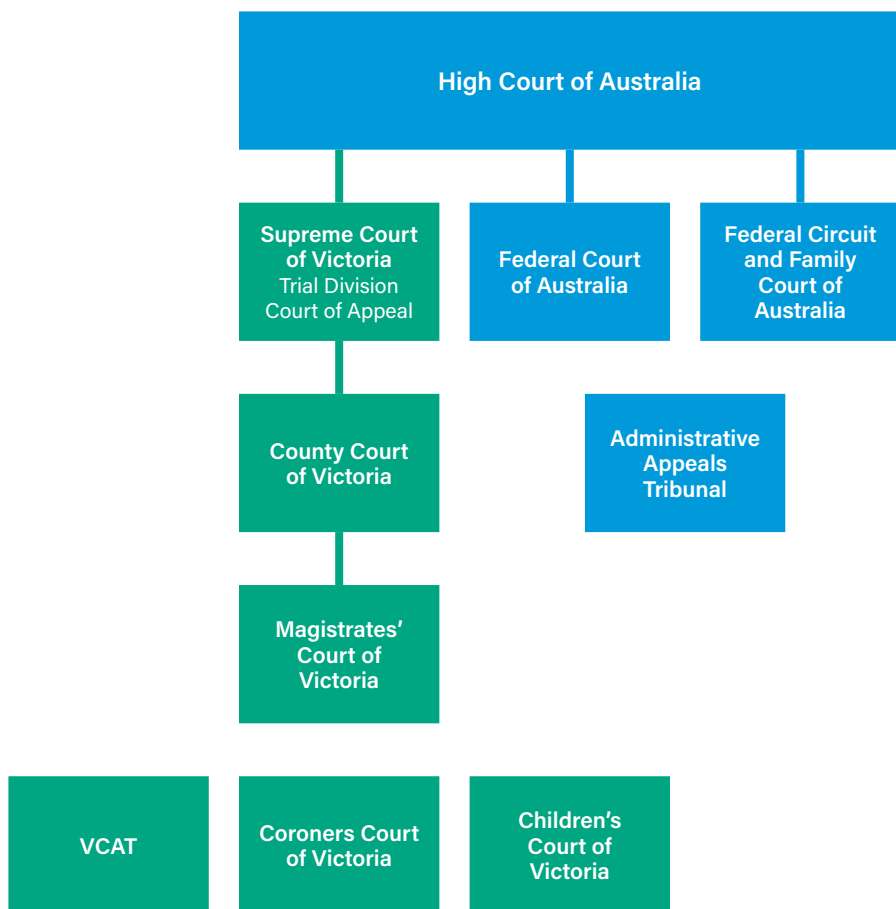 High Court of Australia
Supreme Court
of Victoria
Trial Division
Court of Appeal
Federal Court
of Australia
Federal Circuit
and Family
Court of
Australia
County Court
of Victoria
Administrative
Appeals
Tribunal
Magistrates’
Court of
Victoria
VCAT
Coroners Court
of Victoria
Children’s
Court of
Victoria